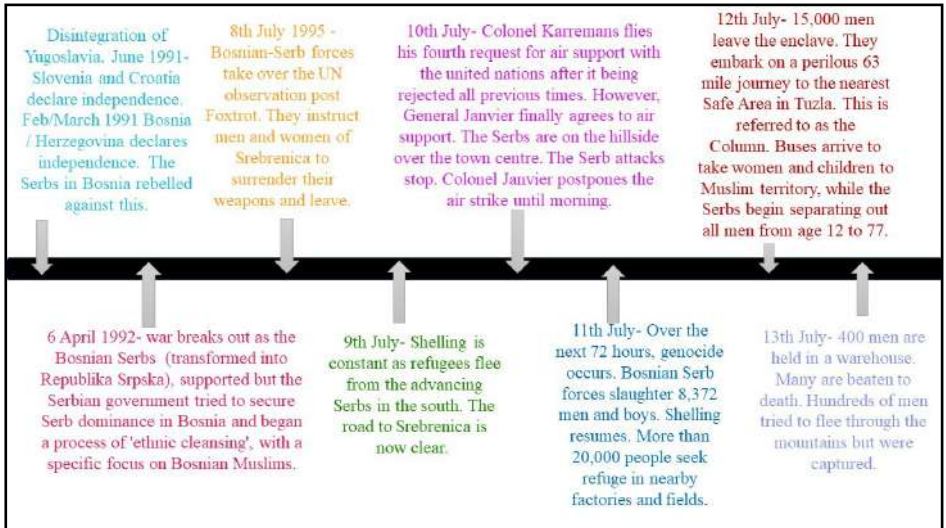 Disintegration of
Yugoslavia. June 1991-
Slovenia and Croatia
declare independence.
Feb/March 1991 Bosnia
/ Herzegovina declares
independence. The
Serbs in Bosnia rebelled
against this.
6 April 1992- war breaks out as the
Bosnian Serbs (transformed into
Republika Srpska), supported but the
Serbian government tried to secure
Serb dominance in Bosnia and began
a process of 'ethnic cleansing', with a
specific focus on Bosnian Muslims.
8th July 1995 -
Bosnian-Serb forces
take over the UN
observation post
Foxtrot. They instruct
men and women of
Srebrenica to
surrender their
weapons and leave.
9th July- Shelling is
constant as refugees flee
from the advancing
Serbs in the south. The
road to Srebrenica is
now clear.
10th July- Colonel Karremans flies
his fourth request for air support with
the united nations after it being
rejected all previous times. However,
General Janvier finally agrees to air
support. The Serbs are on the hillside
over the town centre. The Serb attacks
stop. Colonel Janvier postpones the
air strike until morning.
11th July- Over the
next 72 hours, genocide
occurs. Bosnian Serb
forces slaughter 8,372
men and boys. Shelling
resumes. More than
20,000 people seek
refuge in nearby
factories and fields.
12th July- 15,000 men
leave the enclave. They
embark on a perilous 63
mile journey to the nearest
Safe Area in Tuzla. This is
referred to as the
Column. Buses arrive to
take women and children to
Muslim territory, while the
Serbs begin separating out
all men from age 12 to 77.
13th July- 400 men are
held in a warehouse.
Many are beaten to
death. Hundreds of men
tried to flee through the
mountains but were
captured.